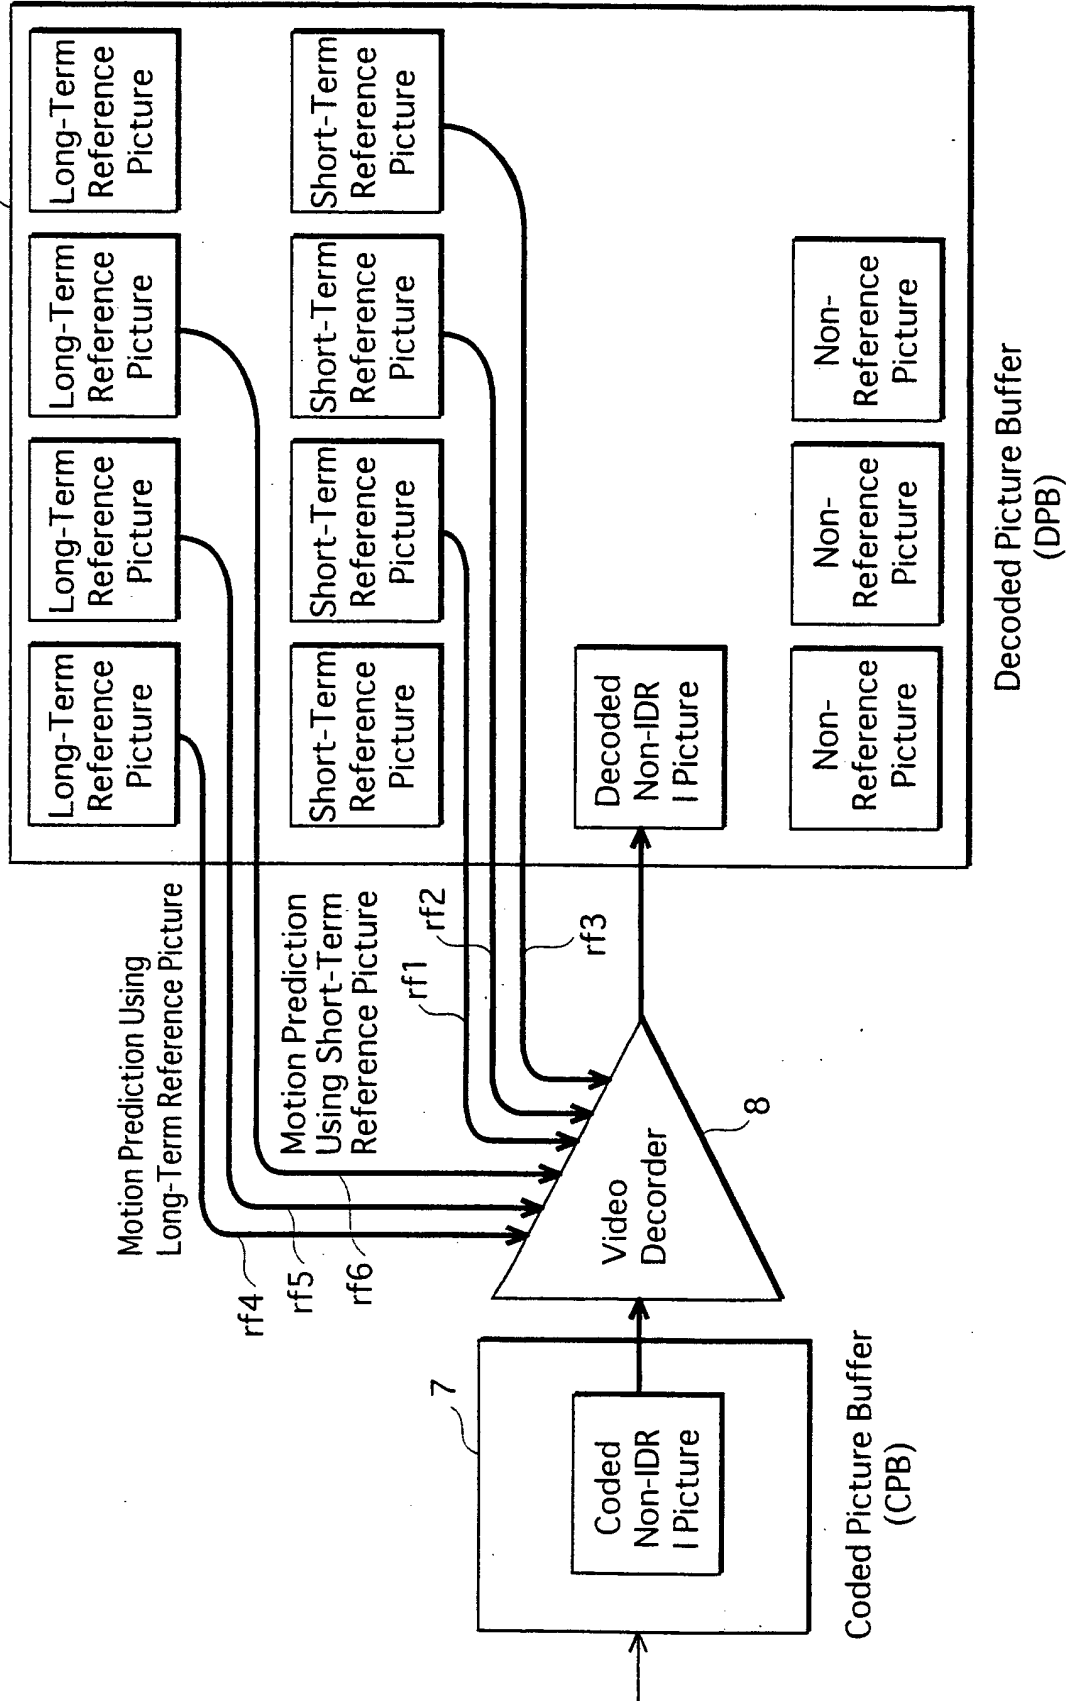 Long-Term
Reference
Picture
Long-Term
Reference
Picture
Long-Term
Reference
Picture
Long-Term
Reference
Picture
Motion Prediction Using
Long-Term Reference Picture
rf4
rf5
rf6
Short-Term
Reference
Picture
Short-Term
Reference
Picture
Short-Term
Reference
Picture
Short-Term
Reference
Picture
Motion Prediction
Using Short-Term
Reference Picture
rf1
rf2
rf3
7
Coded
Non-IDR
I Picture
Video
Decorder
8
Decoded
Non-IDR
I Picture
Non-
Reference
Picture
Non-
Reference
Picture
Non-
Reference
Picture
Coded Picture Buffer
(CPB)
Decoded Picture Buffer
(DPB)